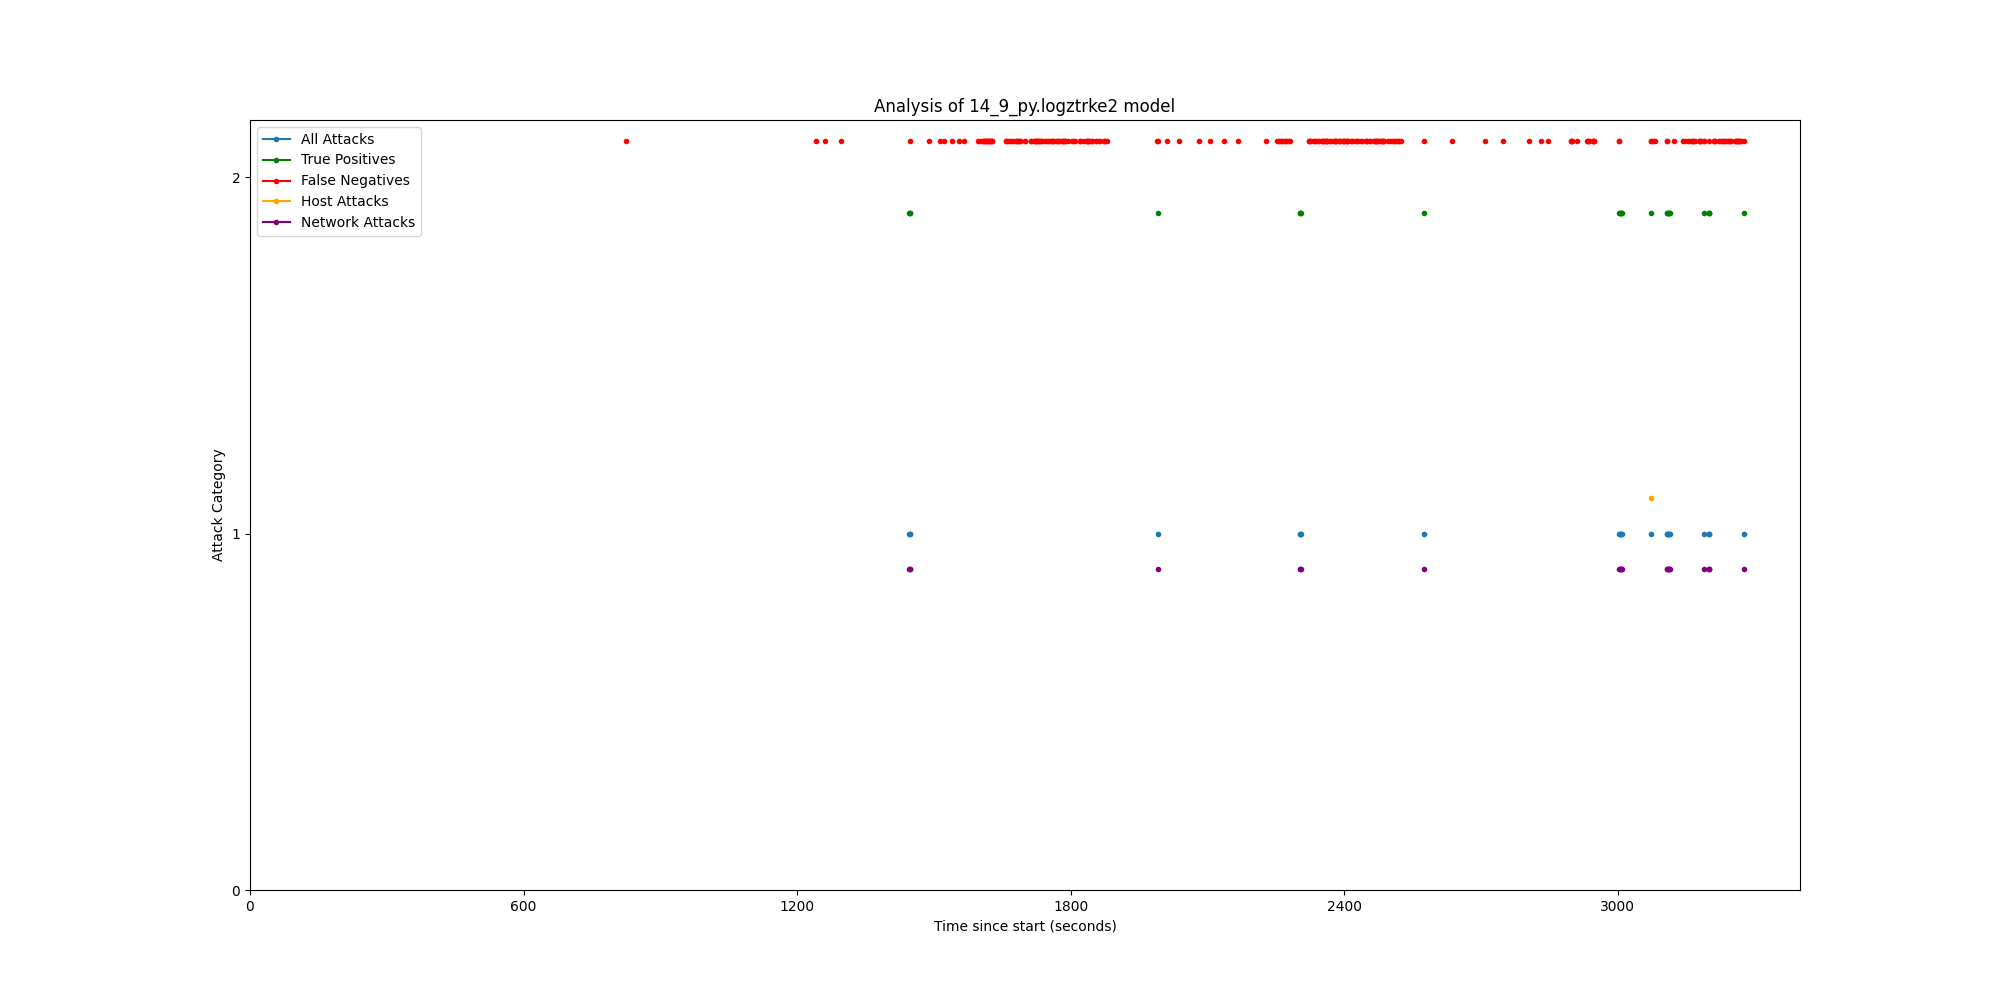 Analysis of 14_9_py.logztrke2 model
All Attacks
True Positives
False Negatives
Host Attacks
Network Attacks
Attack Category
2
1
0
0 600 1200 1800 2400 3000
Time since start (seconds)